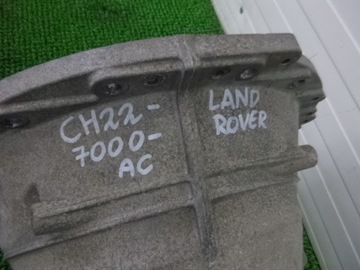 CH22-
7000-
AC
LAND
ROVER